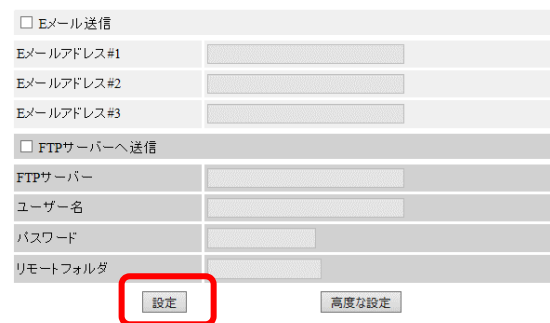 Eメール送信
Eメールアドレス#1
Eメールアドレス#2
Eメールアドレス#3
FTPサーバーへ送信
FTPサーバー
ユーザー名
パスワード
リモートフォルダ
設定 高度な設定